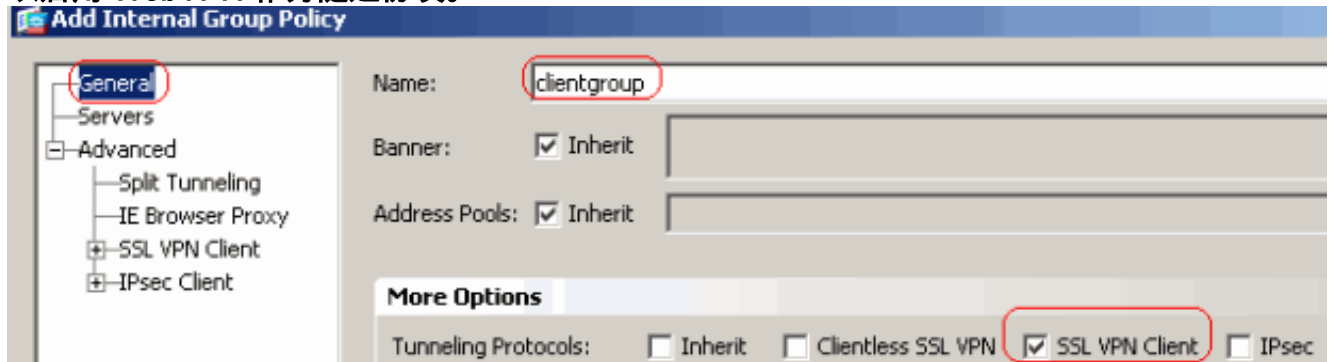 Add Internal Group Policy
General
Servers
Advanced
Split Tunneling
IE Browser Proxy
SSL VPN Client
IPsec Client
Name: clientgroup
Banner: Inherit
Address Pools: Inherit
More Options
Tunneling Protocols: Inherit Clientless SSL VPN SSL VPN Client IPsec